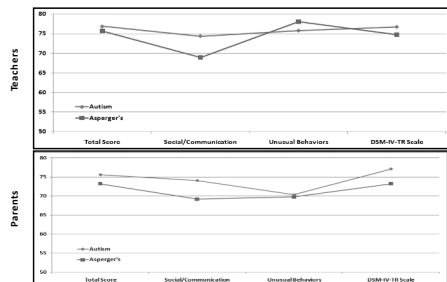 Teachers
80
75
70
65
60
55
50
Autism
Asperger's
Total Score Social/Communication Unusual Behaviors DSM-IV-TR Scale
Parents
80
75
70
65
60
55
50
Autism
Asperger's
Total Score Social/Communication Unusual Behaviors DSM-IV-TR Scale